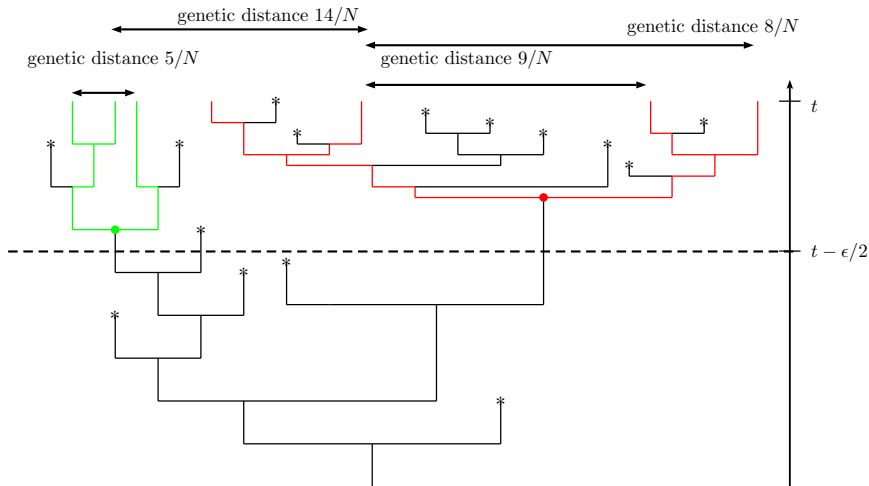 genetic distance 14/N
genetic distance 8/N
genetic distance 5/N
genetic distance 9/N
t
t − ϵ/2